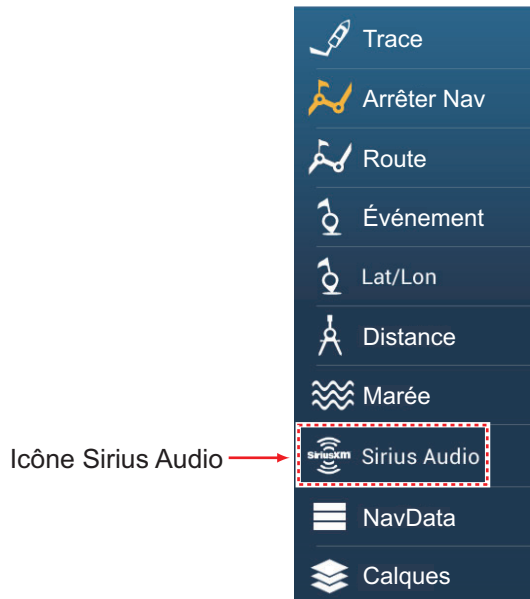 Trace
Arrêter Nav
Route
Événement
Lat/Lon
Distance
Marée
Icône Sirius Audio
siriusxm Sirius Audio
NavData
Calques